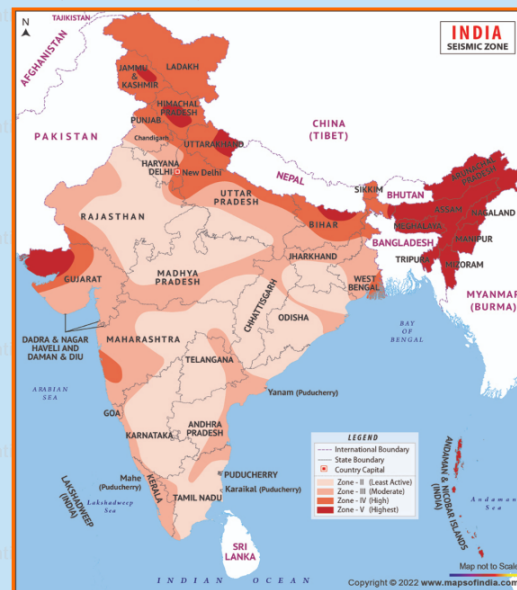 TAJIKISTAN
N
INDIA
SEISMIC ZONE
AFGHANISTAN
LADAKH
JAMMU
&
KASHMIR
HIMACHAL
PRADESH
PUNJAB
CHINA
(TIBET)
PAKISTAN
Chandigarh
UTTARAKHAND
HARYANA
DELHI
New Delhi
NEPAL
SIKKIM
BHUTAN
ARUNACHAL
PRADESH
UTTAR
PRADESH
RAJASTHAN
ASSAM
NAGALAND
BIHAR
MEGHALAYA
BANGLADESH
MANIPUR
JHARKHAND
TRIPURA
MIZORAM
GUJARAT
MADHYA
PRADESH
WEST
BENGAL
CHHATTISGARH
MYANMAR
(BURMA)
ODISHA
DADRA & NAGAR
HAVELI AND
DAMAN & DIU
MAHARASHTRA
BAY
OF
BENGAL
TELANGANA
ARABIAN
SEA
Yanam (Puducherry)
GOA
ANDHRA
PRADESH
KARNATAKA
LEGEND
International Boundary
State Boundary
Country Capital
Zone - II (Least Active)
Zone - III (Moderate)
Zone - IV (High)
Zone - V (Highest)
ANDAMAN & NICOBAR ISLANDS
(INDIA)
PUDUCHERRY
Mahe
(Puducherry)
Karaikal (Puducherry)
LAKSHADWEEP
(INDIA)
Lakshadweep
Sea
KERALA
TAMIL NADU
Andaman
Sea
SRI
LANKA
Map not to Scale
INDIAN OCEAN
Copyright © 2022 www.mapsofindia.com